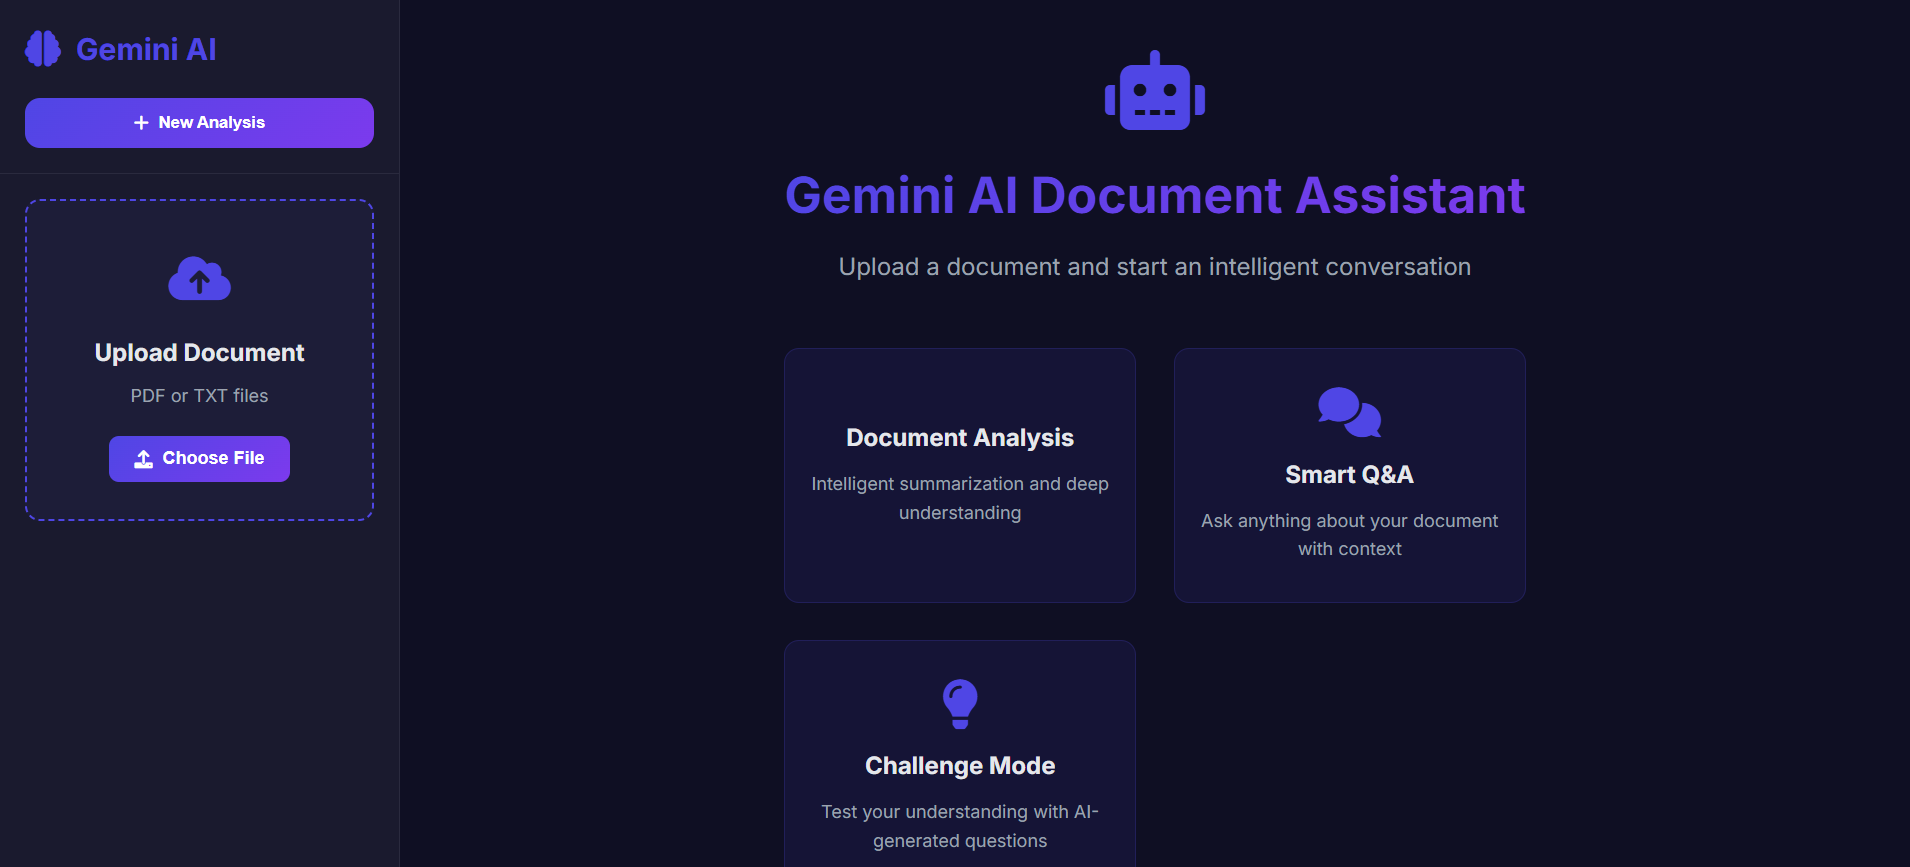 Gemini AI
New Analysis
Upload Document
PDF or TXT files
Choose File
Gemini AI Document Assistant
Upload a document and start an intelligent conversation
Document Analysis
Intelligent summarization and deep
understanding
Smart Q&A
Ask anything about your document
with context
Challenge Mode
Test your understanding with AI-
generated questions